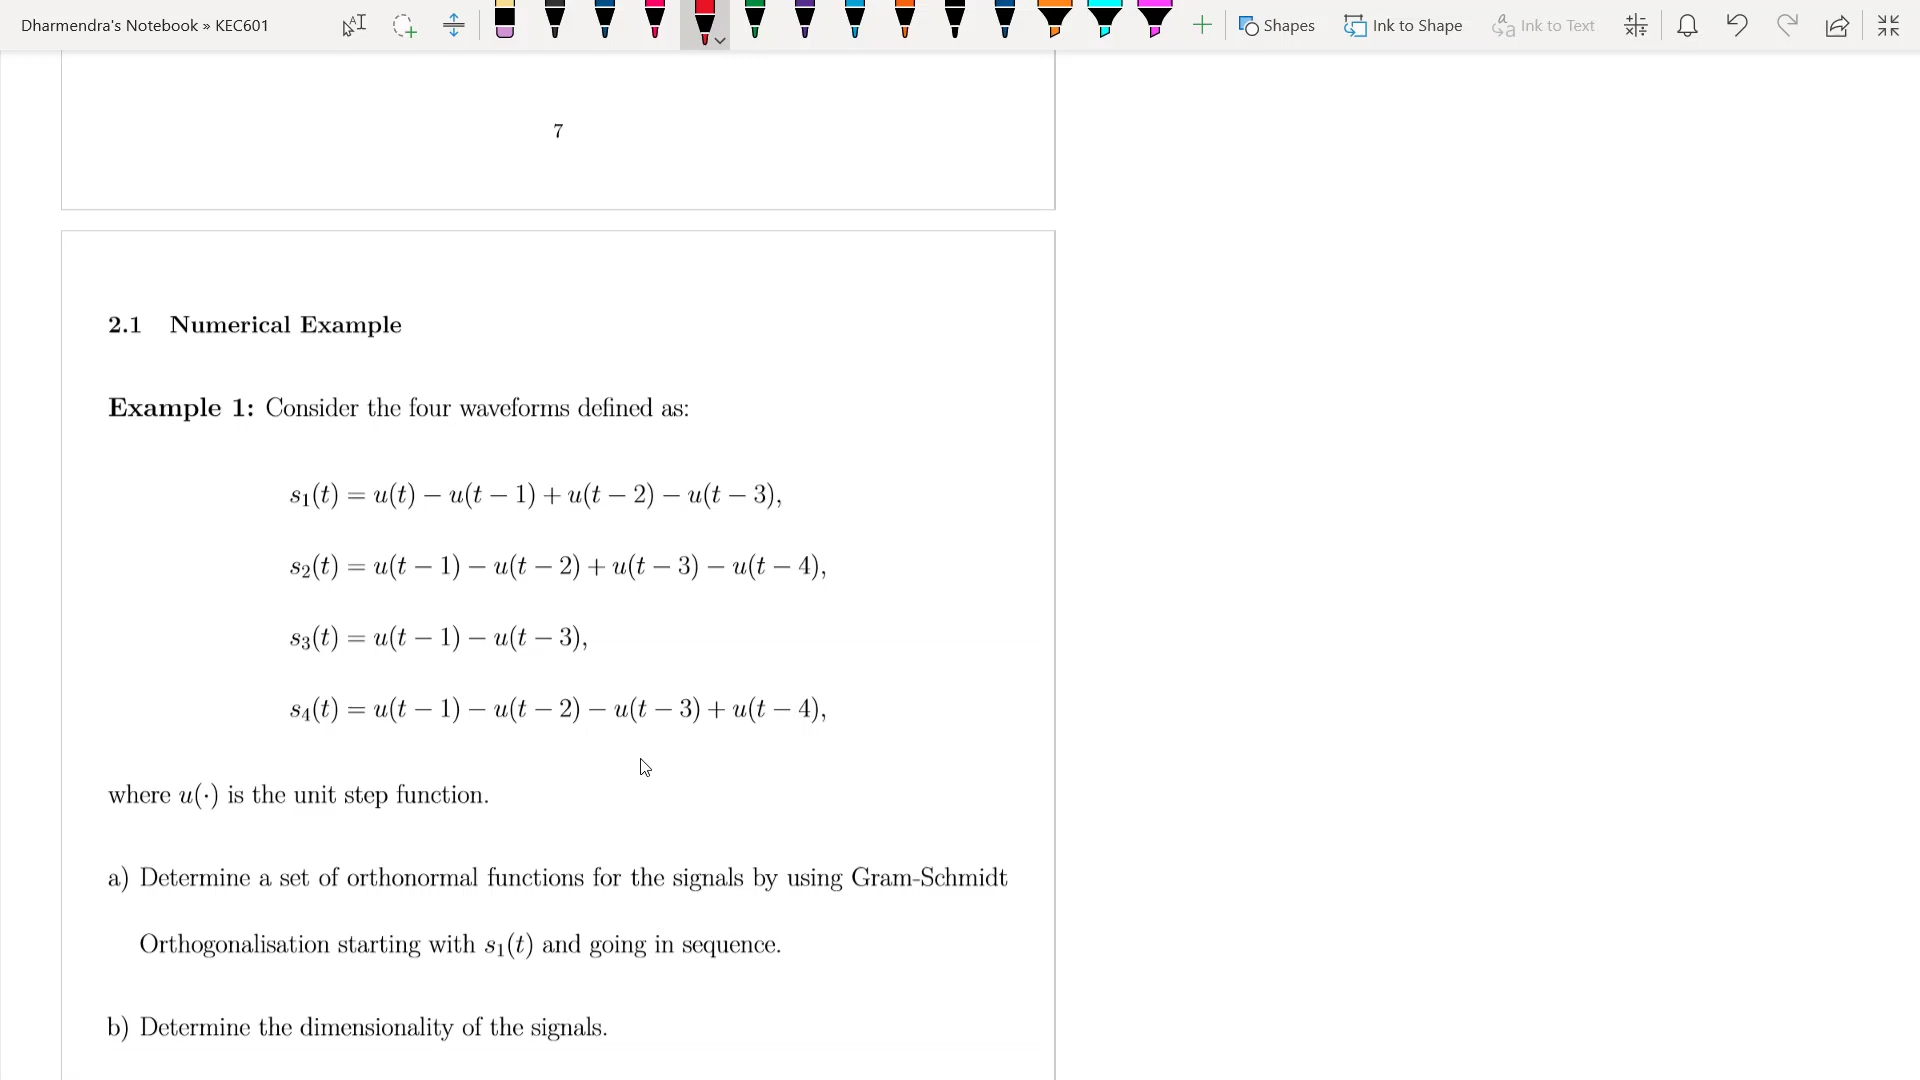 Dharmendra's Notebook » KEC601
Shapes
Ink to Shape
Ink to Text
7
2.1 Numerical Example
Example 1: Consider the four waveforms defined as:
s₁(t) = u(t) − u(t − 1) + u(t − 2) − u(t − 3),
s₂(t) = u(t − 1) − u(t − 2) + u(t − 3) − u(t − 4),
s₃(t) = u(t − 1) − u(t − 3),
s₄(t) = u(t − 1) − u(t − 2) − u(t − 3) + u(t − 4),
where u(·) is the unit step function.
a) Determine a set of orthonormal functions for the signals by using Gram-Schmidt
Orthogonalisation starting with s₁(t) and going in sequence.
b) Determine the dimensionality of the signals.